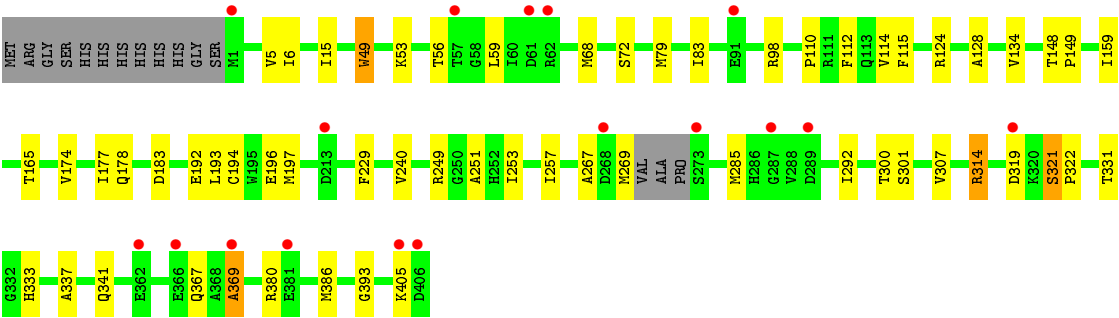 MET ARG GLY SER HIS HIS HIS HIS HIS HIS GLY SER M1 V5 I6 I15 W49 K53 T56 T57 G58 L59 I60 D61 R62 M68 S72 M79 I83 E91 R98 P110 R111 F112 Q113 V114 F115 R124 A128 V134 T148 P149 I159
T165 V174 I177 Q178 D183 E192 L193 C194 W195 E196 M197 D213 F229 V240 R249 G250 A251 H252 I253 I257 A267 D268 M269 VAL ALA PRO S273 M285 H286 G287 V288 D289 I292 T300 S301 V307 R314 D319 K320 S321 P322 T331
G332 H333 A337 Q341 E362 E366 Q367 A368 A369 R380 E381 M386 G393 K405 D406